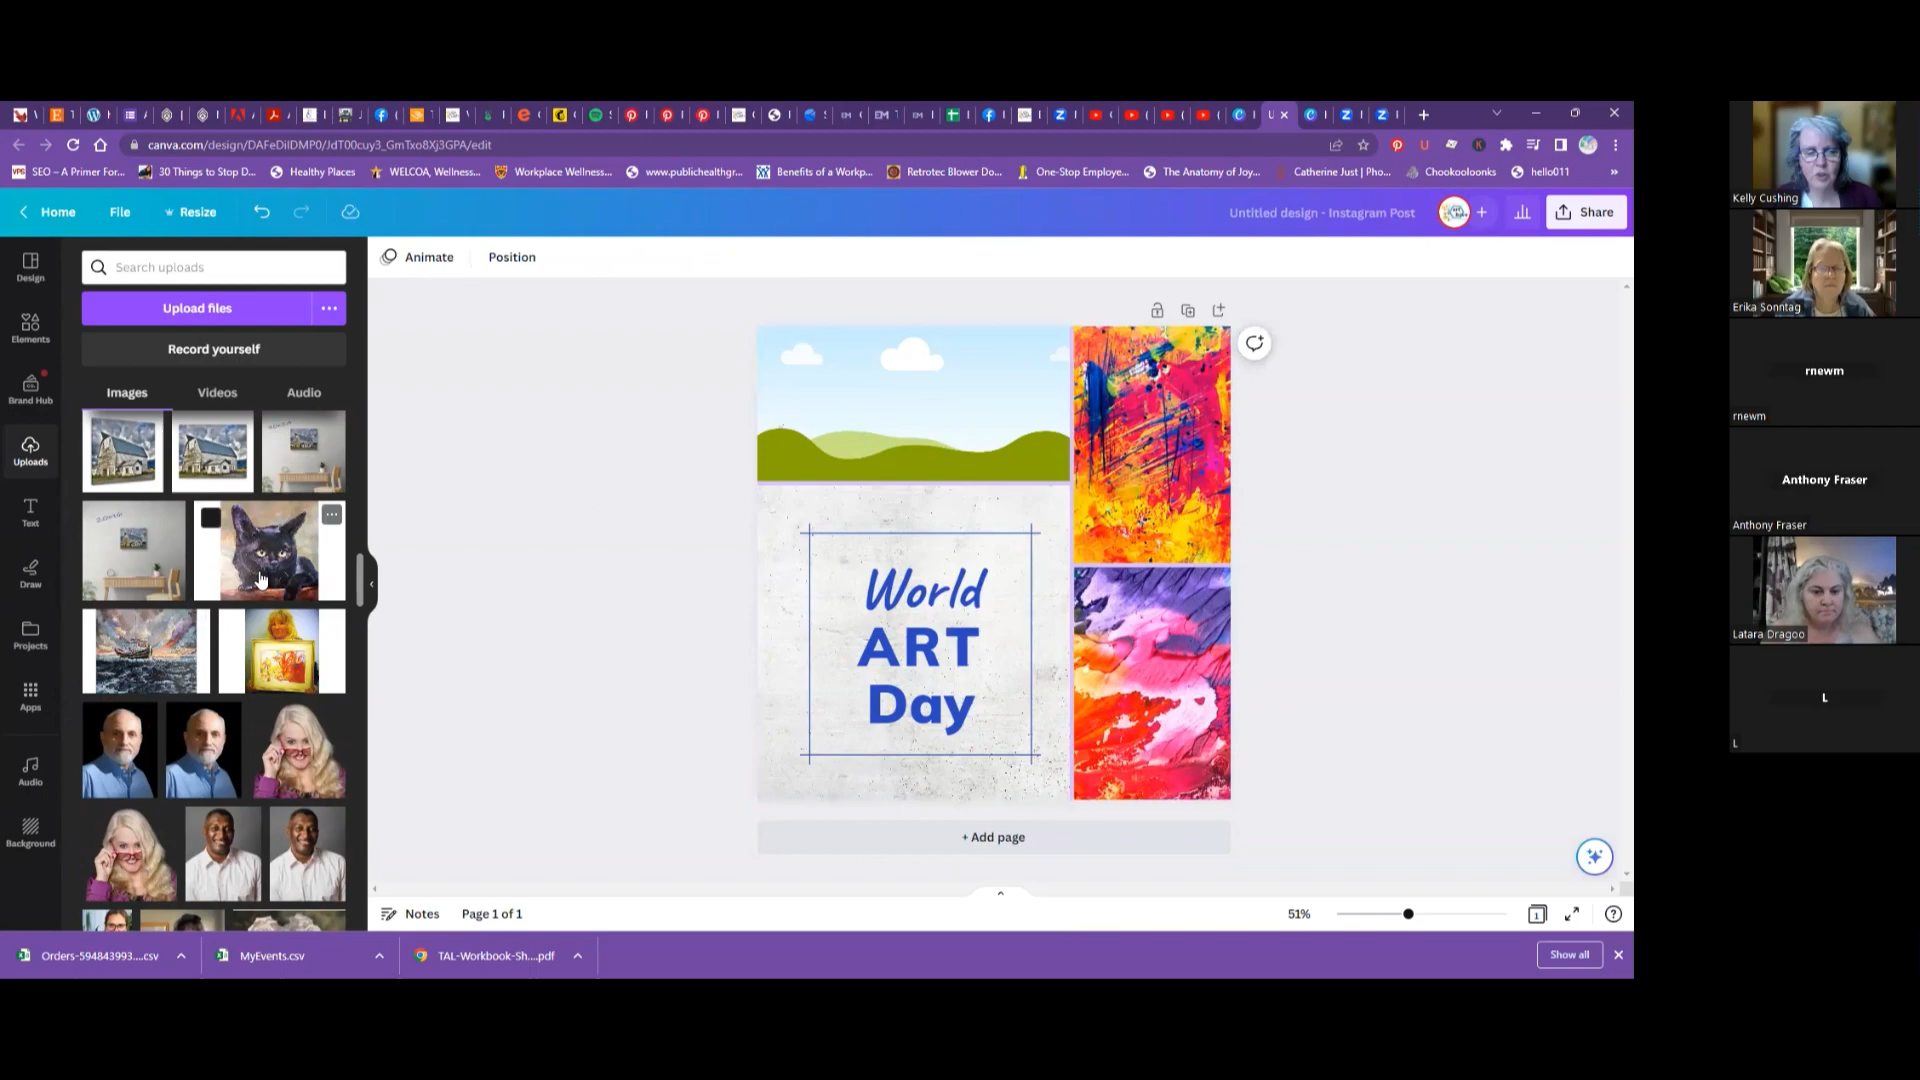 canva.com/design/DAFeDiIDMP0/JdT00cuy3_GmTxo8Xj3GPA/edit
SEO – A Primer For...
30 Things to Stop D...
Healthy Places
WELCOA, Wellness...
Workplace Wellness...
www.publichealthgr...
Benefits of a Workp...
Retrotec Blower Do...
One-Stop Employe...
The Anatomy of Joy...
Catherine Just | Pho...
Chookooloonks
hello011
Home
File
Resize
Untitled design - Instagram Post
Share
Design
Elements
Brand Hub
Uploads
Text
Draw
Projects
Apps
Audio
Background
Search uploads
Upload files
Record yourself
Images
Videos
Audio
Animate
Position
World
ART
Day
+ Add page
Notes
Page 1 of 1
51%
1
Orders-594843993....csv
MyEvents.csv
TAL-Workbook-Sh....pdf
Show all
Kelly Cushing
Erika Sonntag
rnewm
rnewm
Anthony Fraser
Anthony Fraser
Latara Dragoo
L
L